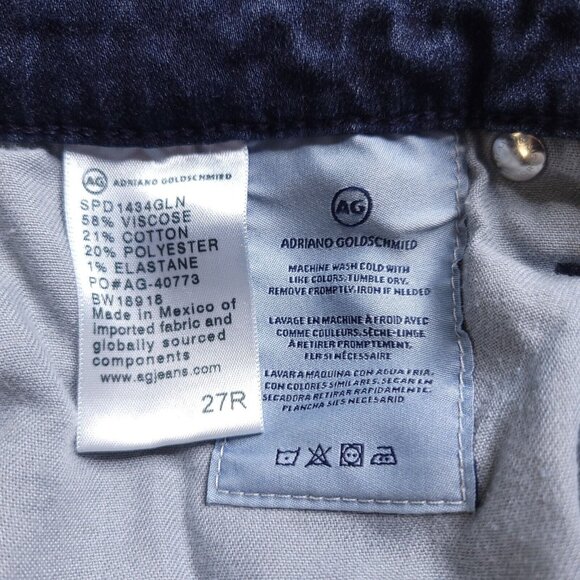 AG ADRIANO GOLDSCHMIED
SPD1434GLN
58% VISCOSE
21% COTTON
20% POLYESTER
1% ELASTANE
PO#AG-40773
BW18918
Made in Mexico of
imported fabric and
globally sourced
components
www.agjeans.com
27R
AG
ADRIANO GOLDSCHMIED
MACHINE WASH COLD WITH
LIKE COLORS. TUMBLE DRY.
REMOVE PROMPTLY. IRON IF NEEDED
LAVAGE EN MACHINE À FROID AVEC
COMME COULEURS. SÈCHE-LINGE
À RETIRER PROMPTEMENT.
FER SI NÉCESSAIRE
LAVAR A MAQUINA CON AGUA FRIA.
CON COLORES SIMILARES. SECAR EN
SECADORA RETIRAR RAPIDAMENTE.
PLANCHA SIES NECESARID